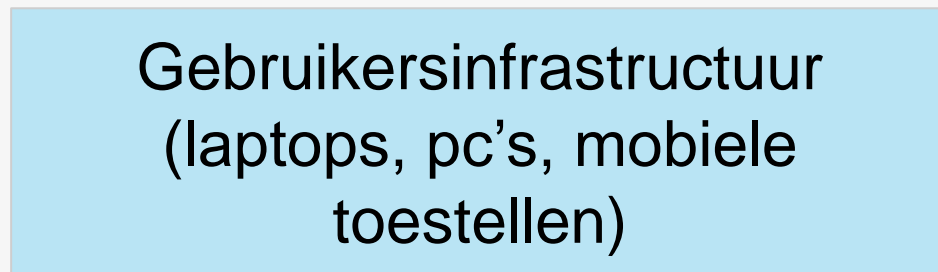 Gebruikersinfrastructuur
(laptops, pc’s, mobiele
toestellen)